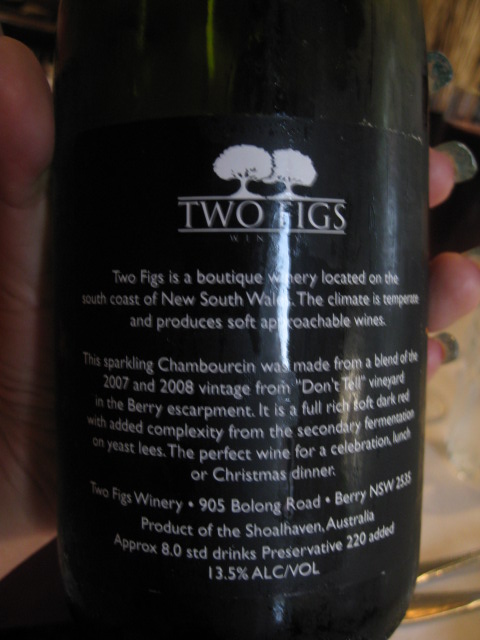 TWO FIGS
WINERY
Two Figs is a boutique winery located on the
south coast of New South Wales. The climate is temperate
and produces soft approachable wines.
This sparkling Chambourcin was made from a blend of the
2007 and 2008 vintage from "Don't Tell" vineyard
in the Berry escarpment. It is a full rich soft dark red
with added complexity from the secondary fermentation
on yeast lees. The perfect wine for a celebration, lunch
or Christmas dinner.
Two Figs Winery • 905 Bolong Road • Berry NSW 2535
Product of the Shoalhaven, Australia
Approx 8.0 std drinks Preservative 220 added
13.5% ALC/VOL